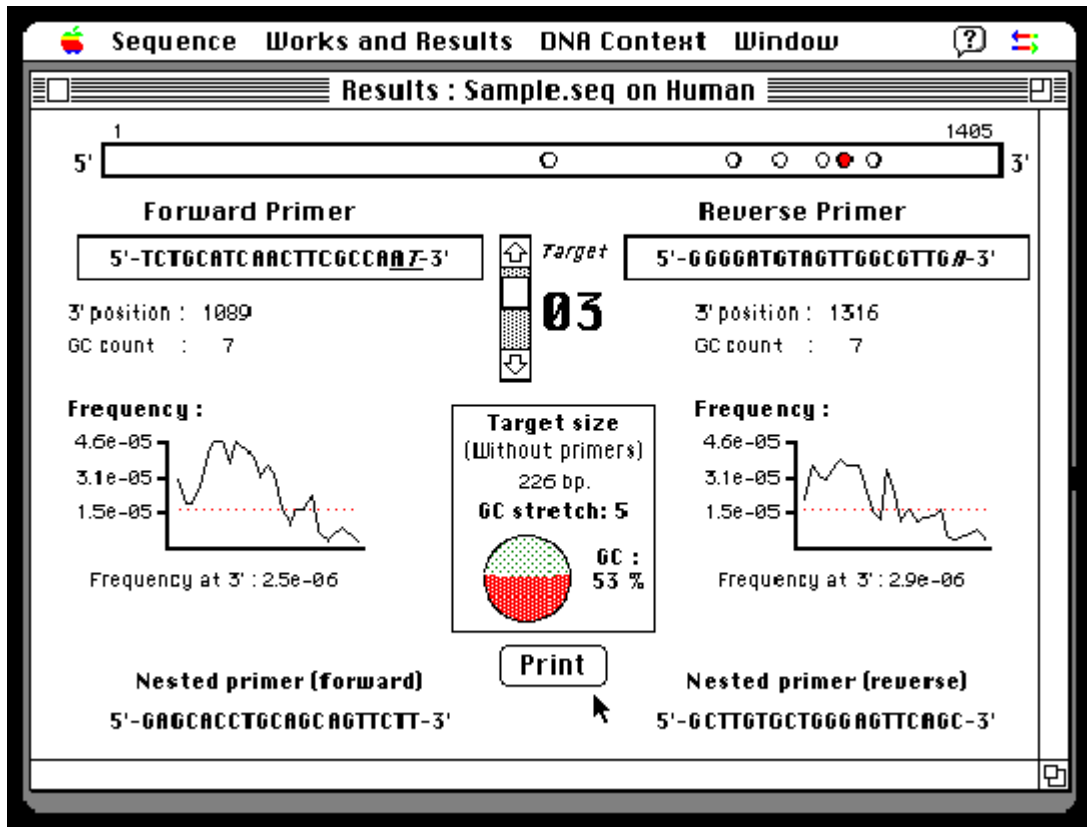 Sequence Works and Results DNA Context Window
Results : Sample.seq on Human
1 1405
5' 3'
Forward Primer
5'-TCTGCATCAACTTCGCCAAT-3'
3' position : 1089
GC count : 7
Target
03
Reverse Primer
5'-GGGGATGTAGTTGGCGTTGA-3'
3' position : 1316
GC count : 7
Frequency :
4.6e-05
3.1e-05
1.5e-05
Frequency at 3' : 2.5e-06
Target size
(Without primers)
226 bp.
GC stretch: 5
GC :
53 %
Frequency :
4.6e-05
3.1e-05
1.5e-05
Frequency at 3' : 2.9e-06
Print
Nested primer (forward)
5'-GAGCACCTGCAGCAGTTCTT-3'
Nested primer (reverse)
5'-GCTTGTGCTGGGAGTTCAGC-3'